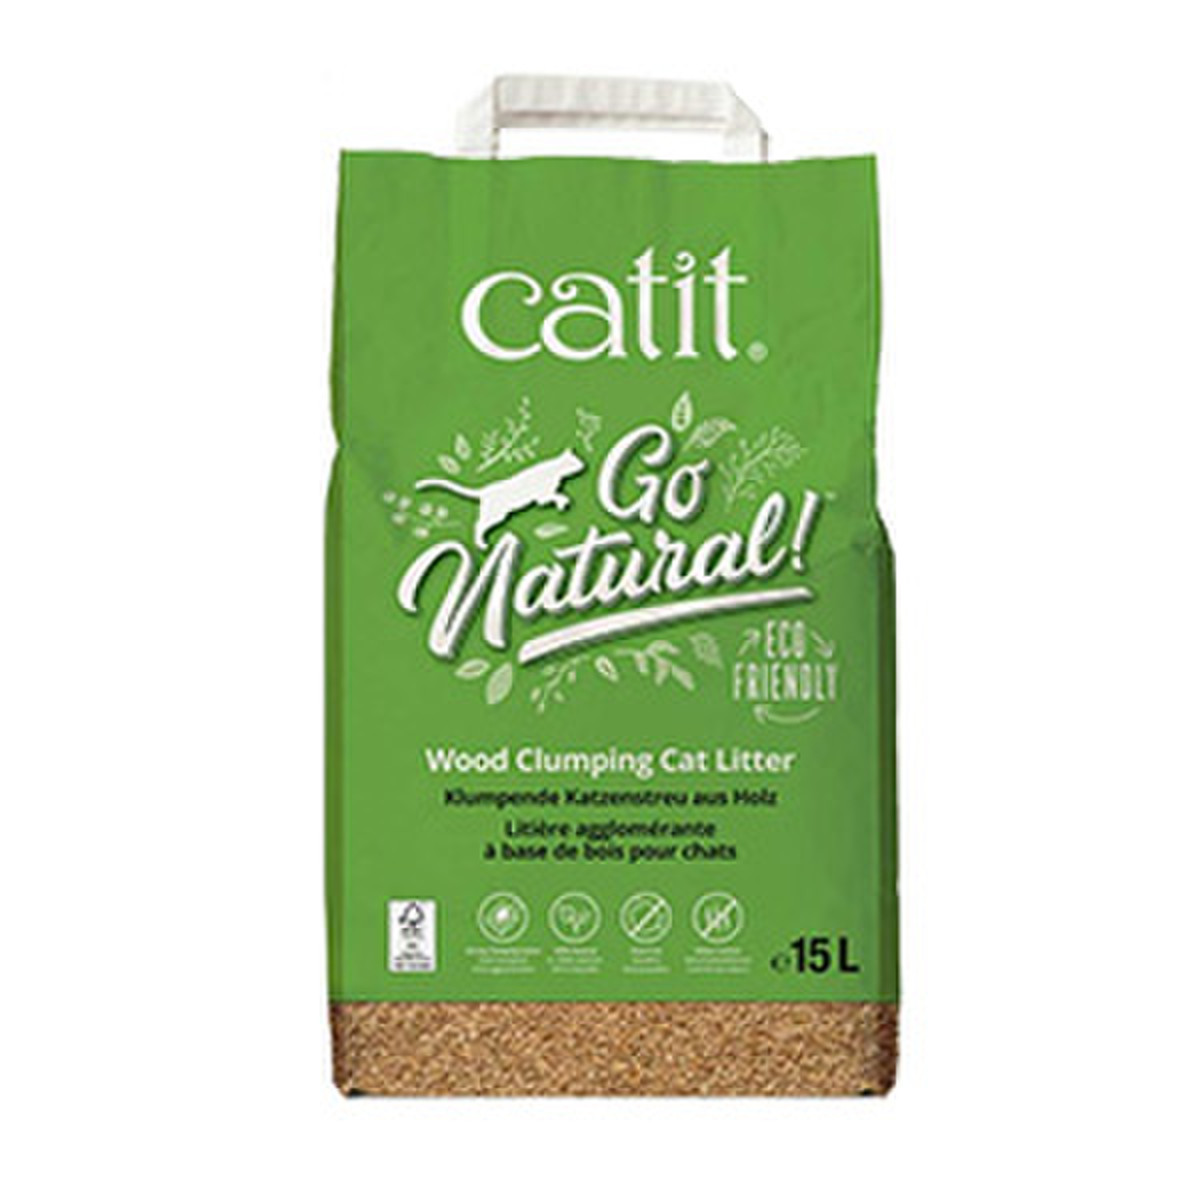 catit®
Go
Natural!™
ECO
FRIENDLY
Wood Clumping Cat Litter
Klumpende Katzenstreu aus Holz
Litière agglomérante
à base de bois pour chats
℮15 L